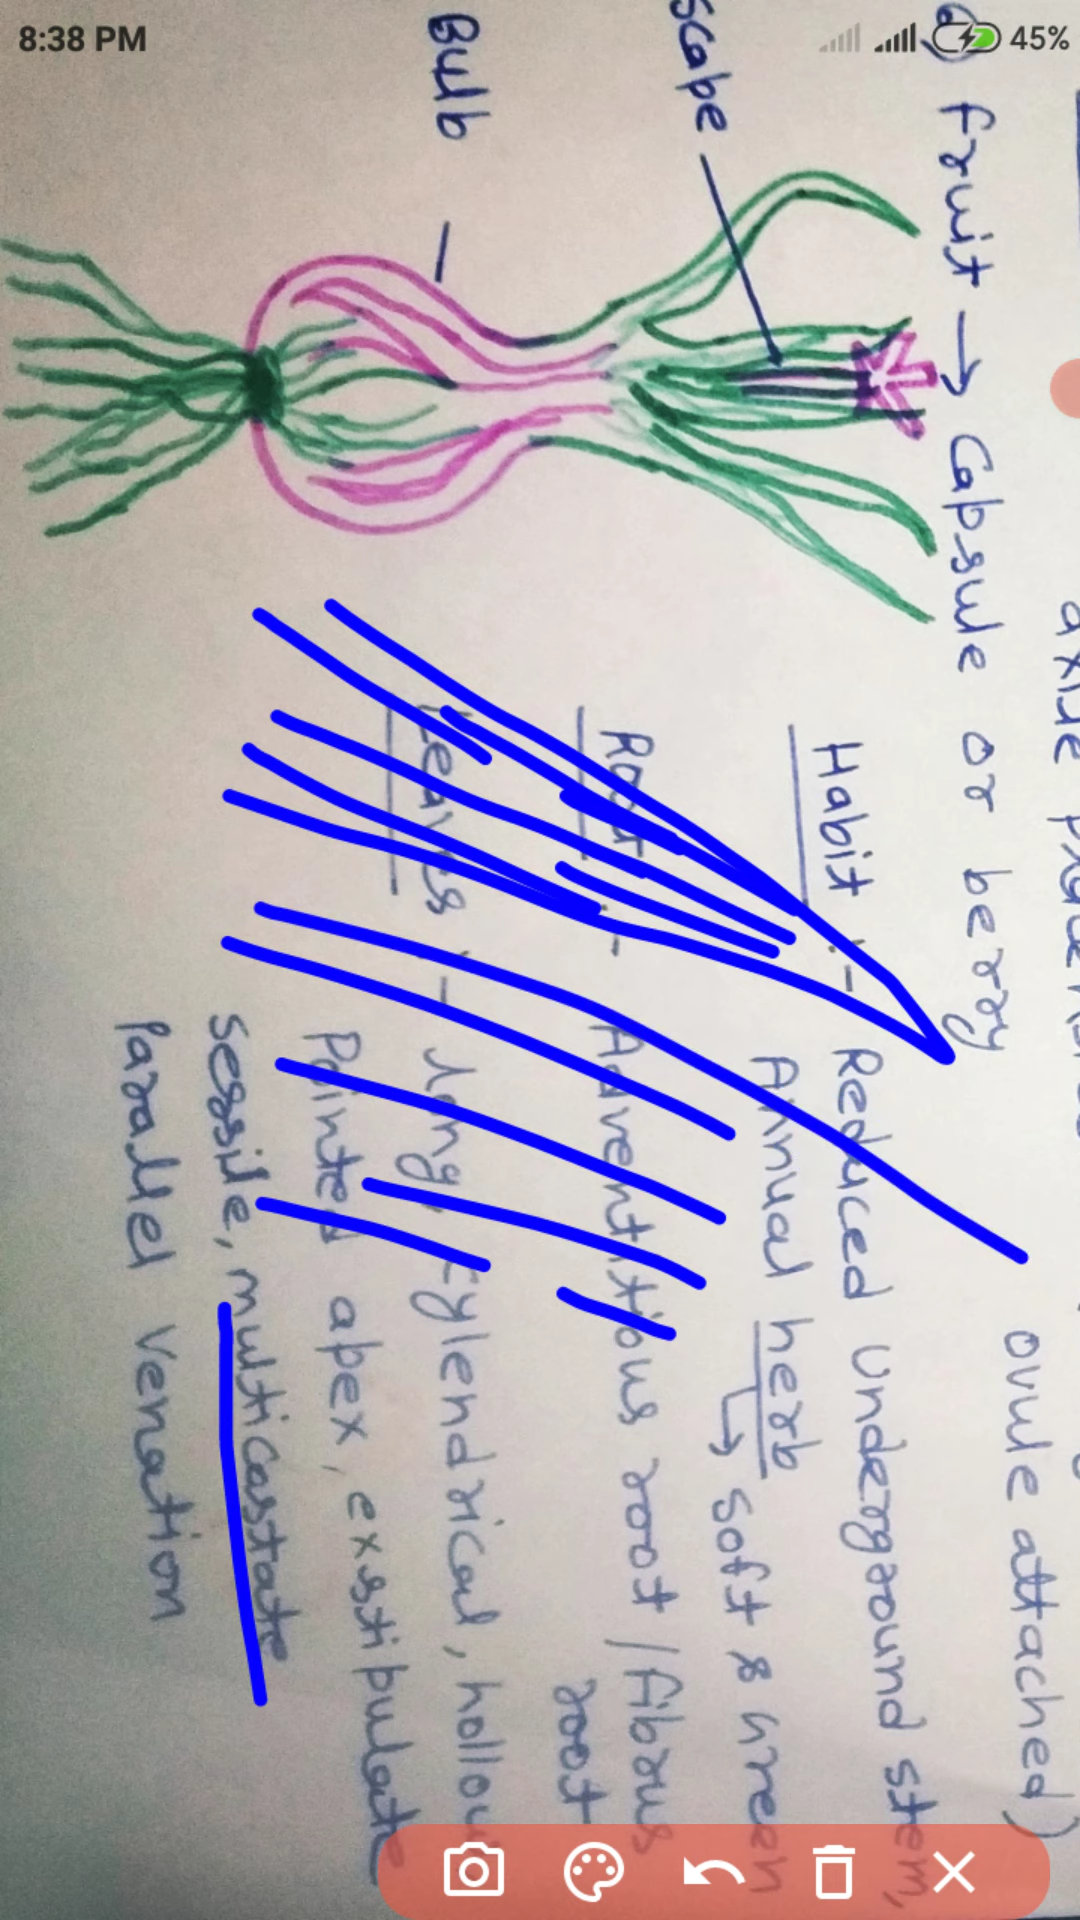 8:38 PM
45%
ovule attached)
fruit → Capsule or berry
scape
Bulb
Habit :- Reduced underground stem,
Annual herb
↳ soft & green
Root :- Adventitious root / fibrous
root
Leaves :- long, cylendrical, hollow
Pointed apex, exstipulate
sessile, multicastate
Parallel venation